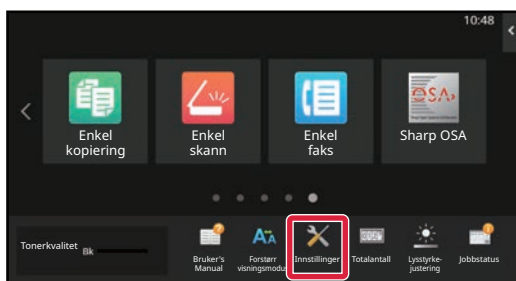 10:48
Enkel
kopiering
Enkel
skann
Enkel
faks
Sharp OSA
OSA
Tonerkvalitet
Bk
Bruker's
Manual
Forstørr
visningsmodus
Innstillinger
Totalantall
Lysstyrke-
justering
Jobbstatus